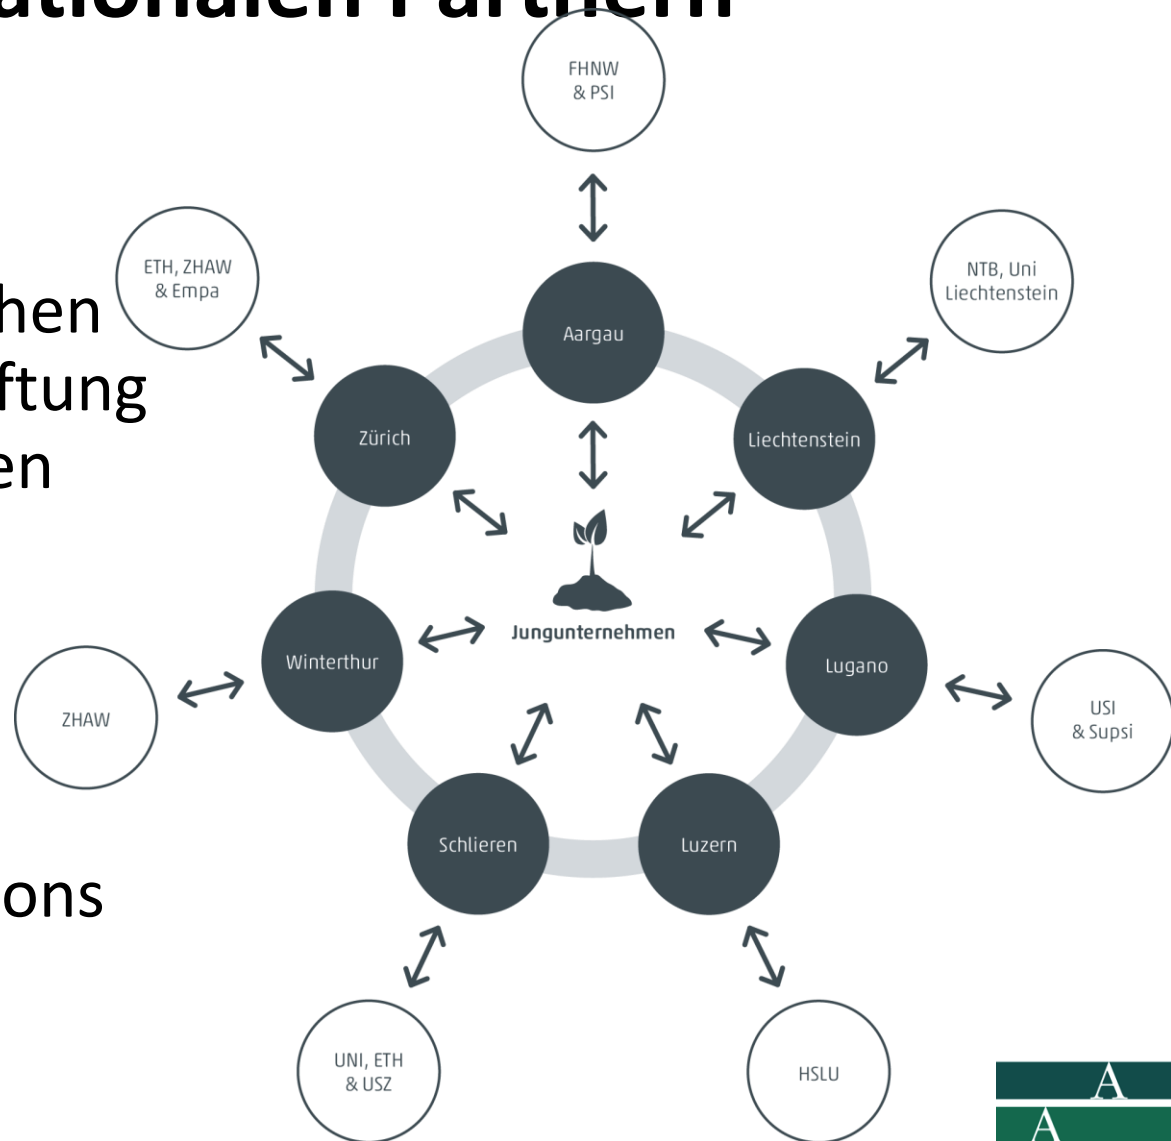 ationalen Partnern
FHNW
& PSI
ETH, ZHAW
& Empa
NTB, Uni
Liechtenstein
hen
ftung
en
Aargau
Zürich
Liechtenstein
Jungunternehmen
Winterthur
Lugano
ZHAW
USI
& Supsi
Schlieren
Luzern
ons
UNI, ETH
& USZ
HSLU
A
A